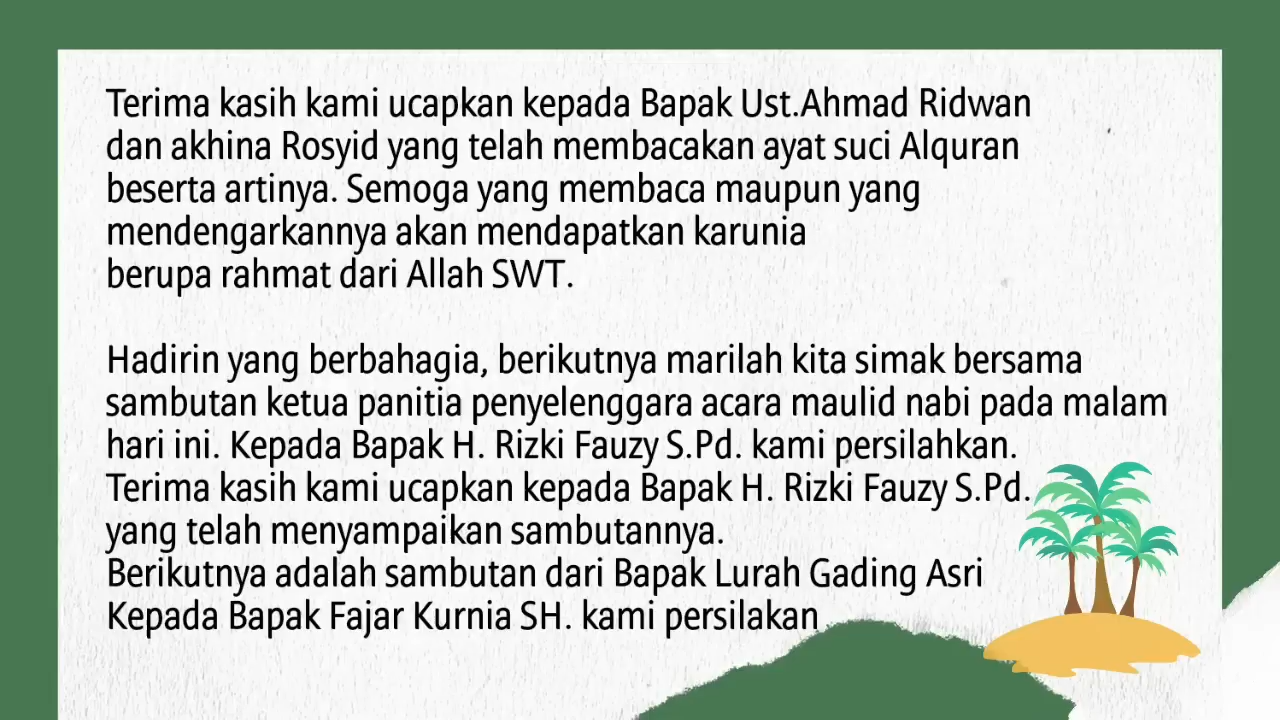 Terima kasih kami ucapkan kepada Bapak Ust.Ahmad Ridwan
dan akhina Rosyid yang telah membacakan ayat suci Alquran
beserta artinya. Semoga yang membaca maupun yang
mendengarkannya akan mendapatkan karunia
berupa rahmat dari Allah SWT.
Hadirin yang berbahagia, berikutnya marilah kita simak bersama
sambutan ketua panitia penyelenggara acara maulid nabi pada malam
hari ini. Kepada Bapak H. Rizki Fauzy S.Pd. kami persilahkan.
Terima kasih kami ucapkan kepada Bapak H. Rizki Fauzy S.Pd.
yang telah menyampaikan sambutannya.
Berikutnya adalah sambutan dari Bapak Lurah Gading Asri
Kepada Bapak Fajar Kurnia SH. kami persilakan